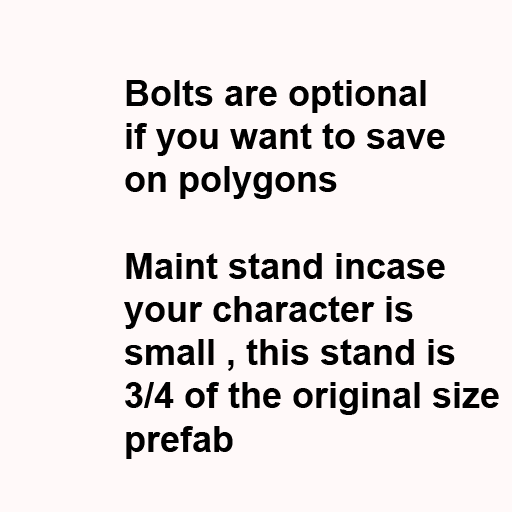 Bolts are optional
if you want to save
on polygons
Maint stand incase
your character is
small , this stand is
3/4 of the original size
prefab